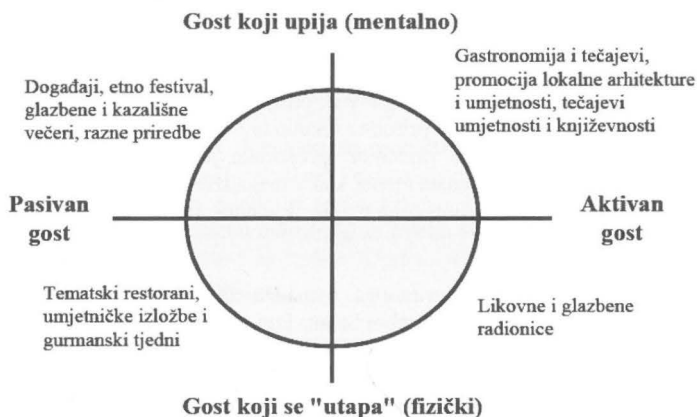 Gost koji upija (mentalno)
Događaji, etno festival,
glazbene i kazališne
večeri, razne priredbe
Gastronomija i tečajevi,
promocija lokalne arhitekture
i umjetnosti, tečajevi
umjetnosti i književnosti
Pasivan
gost
Aktivan
gost
Tematski restorani,
umjetničke izložbe i
gurmanski tjedni
Likovne i glazbene
radionice
Gost koji se "utapa" (fizički)